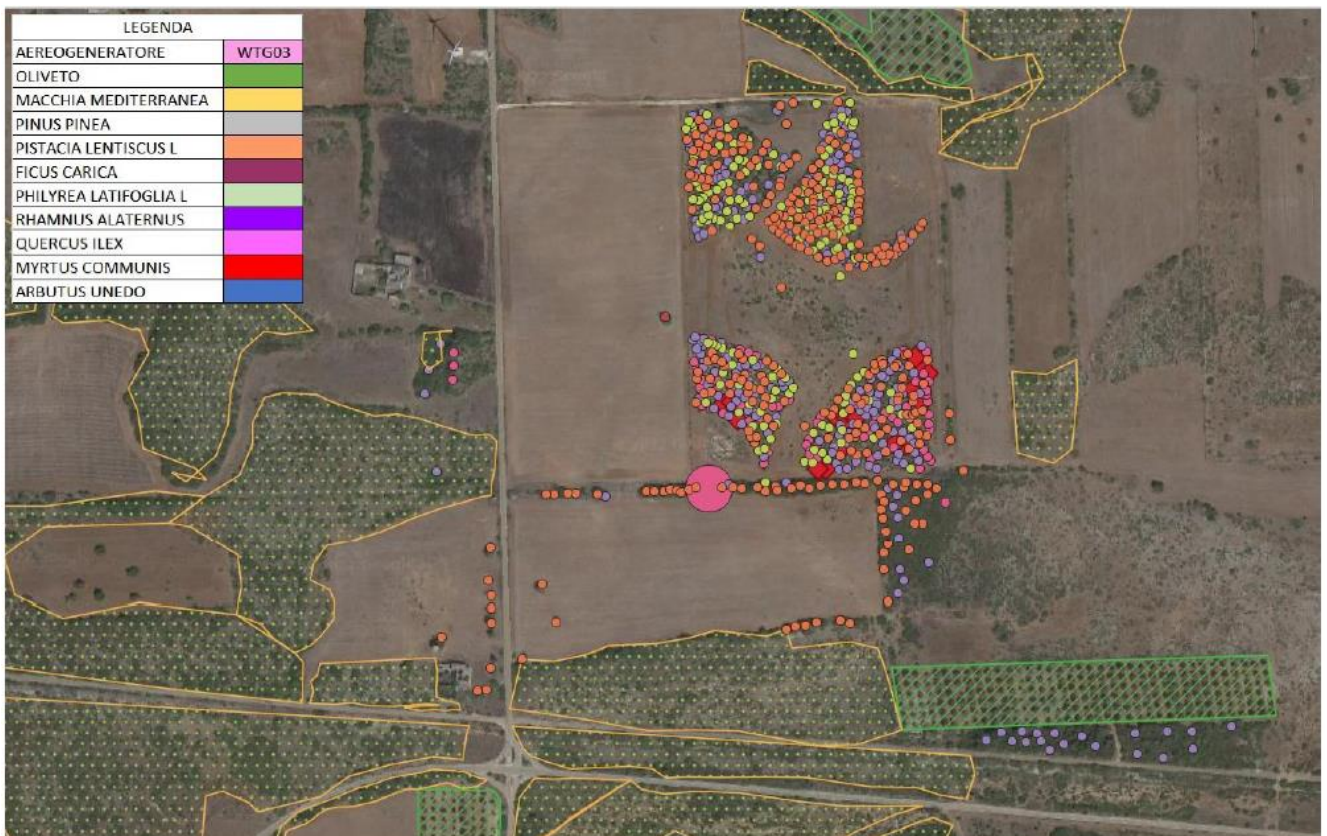 LEGENDA
AEREOGENERATORE WTG03
OLIVETO
MACCHIA MEDITERRANEA
PINUS PINEA
PISTACIA LENTISCUS L
FICUS CARICA
PHILYREA LATIFOGLIA L
RHAMNUS ALATERNUS
QUERCUS ILEX
MYRTUS COMMUNIS
ARBUTUS UNEDO